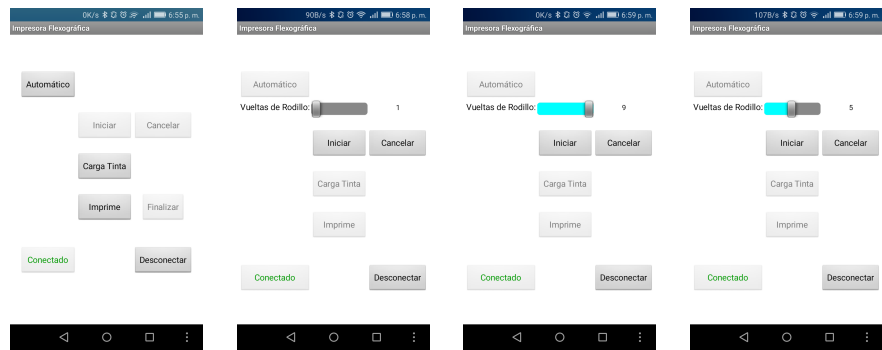 0K/s 6:55 p. m.
Impresora Flexográfica
Automático
Iniciar Cancelar
Carga Tinta
Imprime Finalizar
Conectado Desconectar
90B/s 6:58 p. m.
Impresora Flexográfica
Automático
Vueltas de Rodillo: 1
Iniciar Cancelar
Carga Tinta
Imprime
Conectado Desconectar
0K/s 6:59 p. m.
Impresora Flexográfica
Automático
Vueltas de Rodillo: 9
Iniciar Cancelar
Carga Tinta
Imprime
Conectado Desconectar
107B/s 6:59 p. m.
Impresora Flexográfica
Automático
Vueltas de Rodillo: 5
Iniciar Cancelar
Carga Tinta
Imprime
Conectado Desconectar